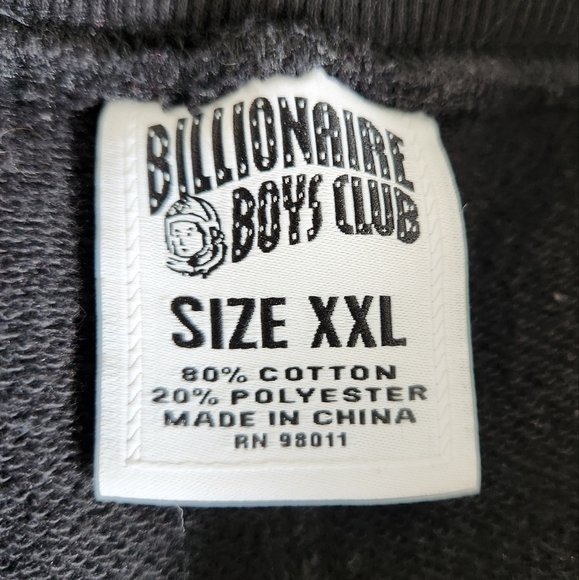 BILLIONAIRE
BOYS CLUB
SIZE XXL
80% COTTON
20% POLYESTER
MADE IN CHINA
RN 98011